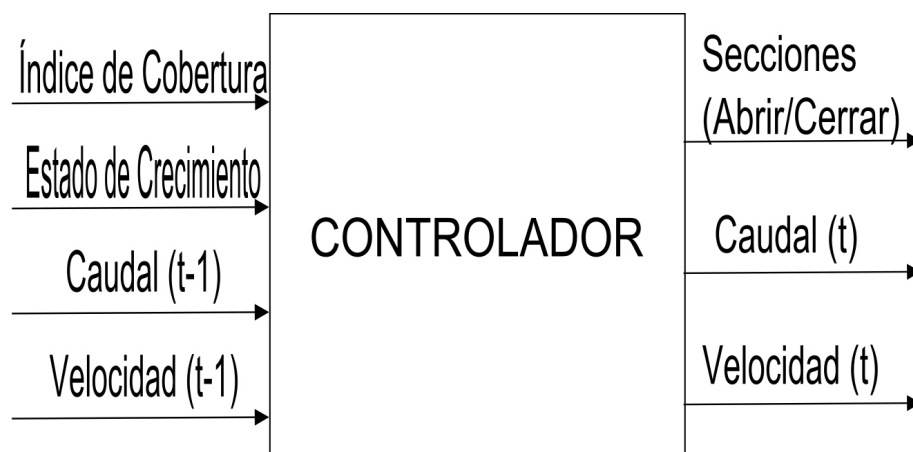 Índice de Cobertura
Estado de Crecimiento
Caudal (t-1)
Velocidad (t-1)
CONTROLADOR
Secciones
(Abrir/Cerrar)
Caudal (t)
Velocidad (t)